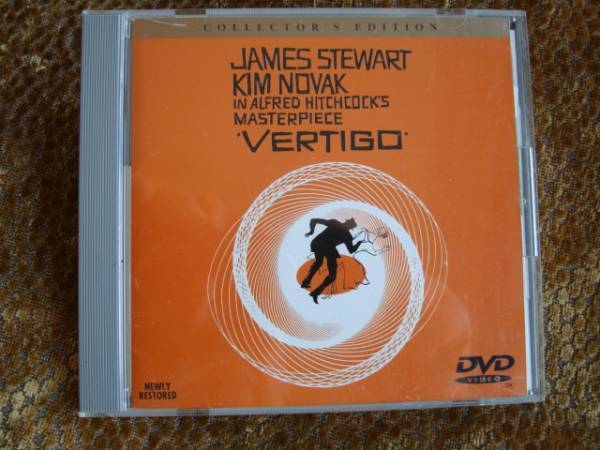 COLLECTOR'S EDITION
JAMES STEWART
KIM NOVAK
IN ALFRED HITCHCOCK'S
MASTERPIECE
'VERTIGO'
NEWLY
RESTORED
DVD
VIDEO